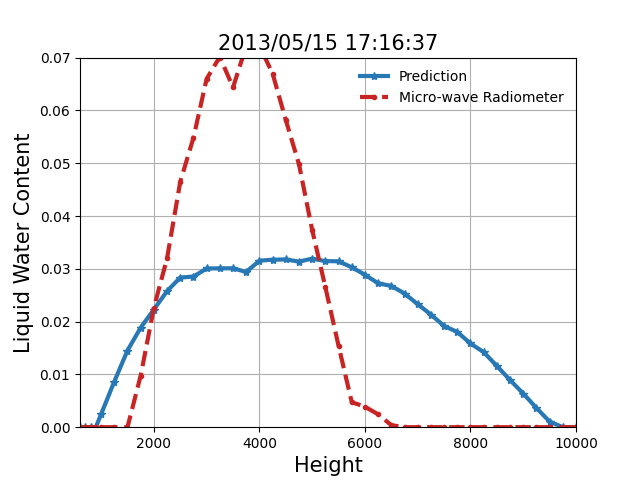 2013/05/15 17:16:37
0.07
0.06
0.05
0.04
0.03
0.02
0.01
0.00
Liquid Water Content
Prediction
Micro-wave Radiometer
2000 4000 6000 8000 10000
Height